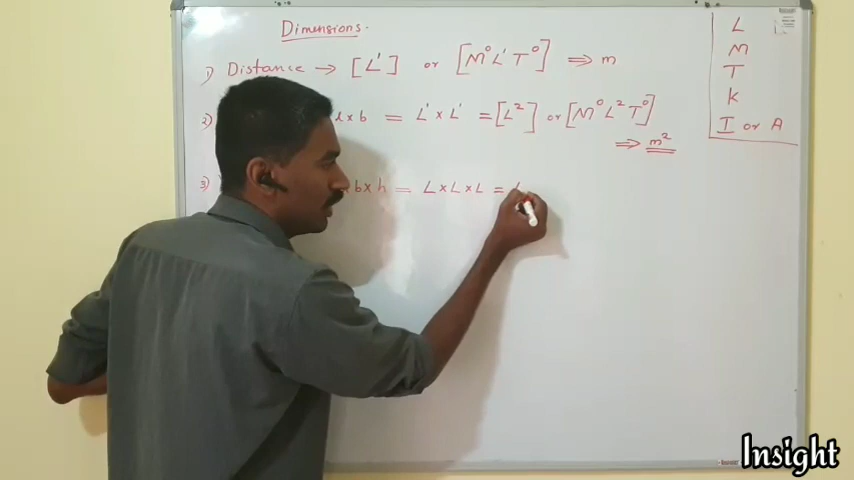 Dimensions.
1) Distance → [L¹] or [M⁰L¹T⁰] ⇒ m
2) l×b = L¹ × L¹ = [L²] or [M⁰L²T⁰]
⇒ m²
3) b×h = L×L×L = L
L
M
T
K
I or A
Insight